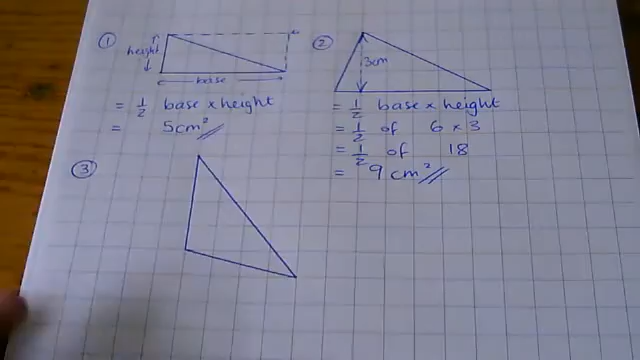 ①
height
base
= 1/2 base x height
= 5cm²
②
3cm
= 1/2 base x height
= 1/2 of 6 x 3
= 1/2 of 18
= 9 cm²
③